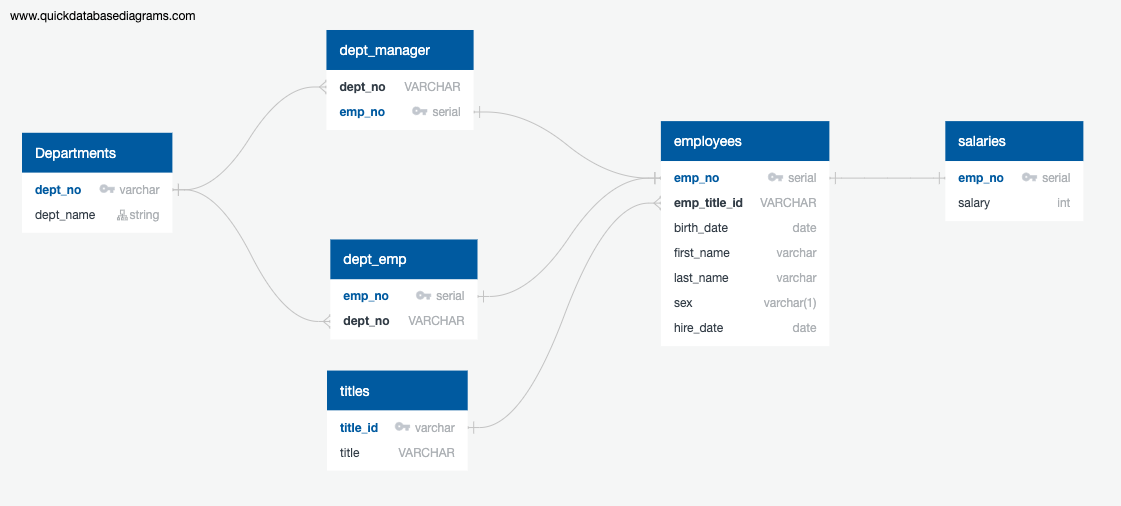 www.quickdatabasediagrams.com
dept_manager
dept_no VARCHAR
emp_no serial
Departments
dept_no varchar
dept_name string
dept_emp
emp_no serial
dept_no VARCHAR
titles
title_id varchar
title VARCHAR
employees
emp_no serial
emp_title_id VARCHAR
birth_date date
first_name varchar
last_name varchar
sex varchar(1)
hire_date date
salaries
emp_no serial
salary int